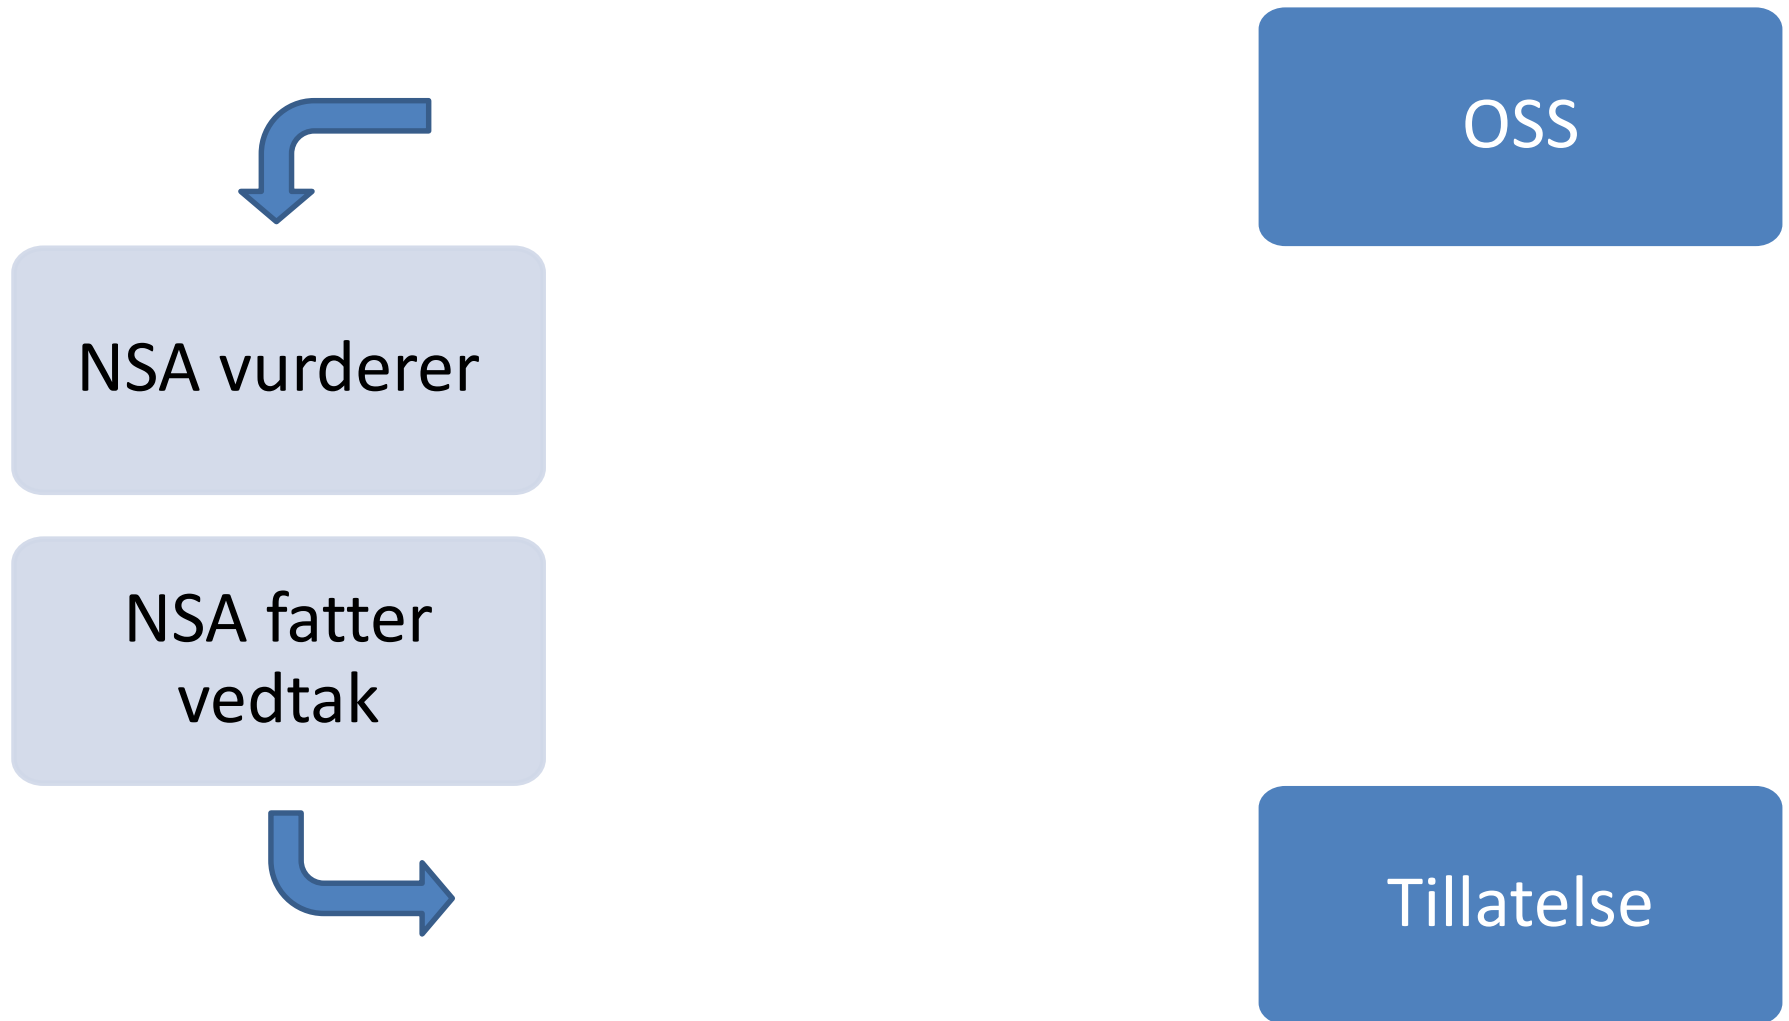 OSS
NSA vurderer
NSA fatter
vedtak
Tillatelse